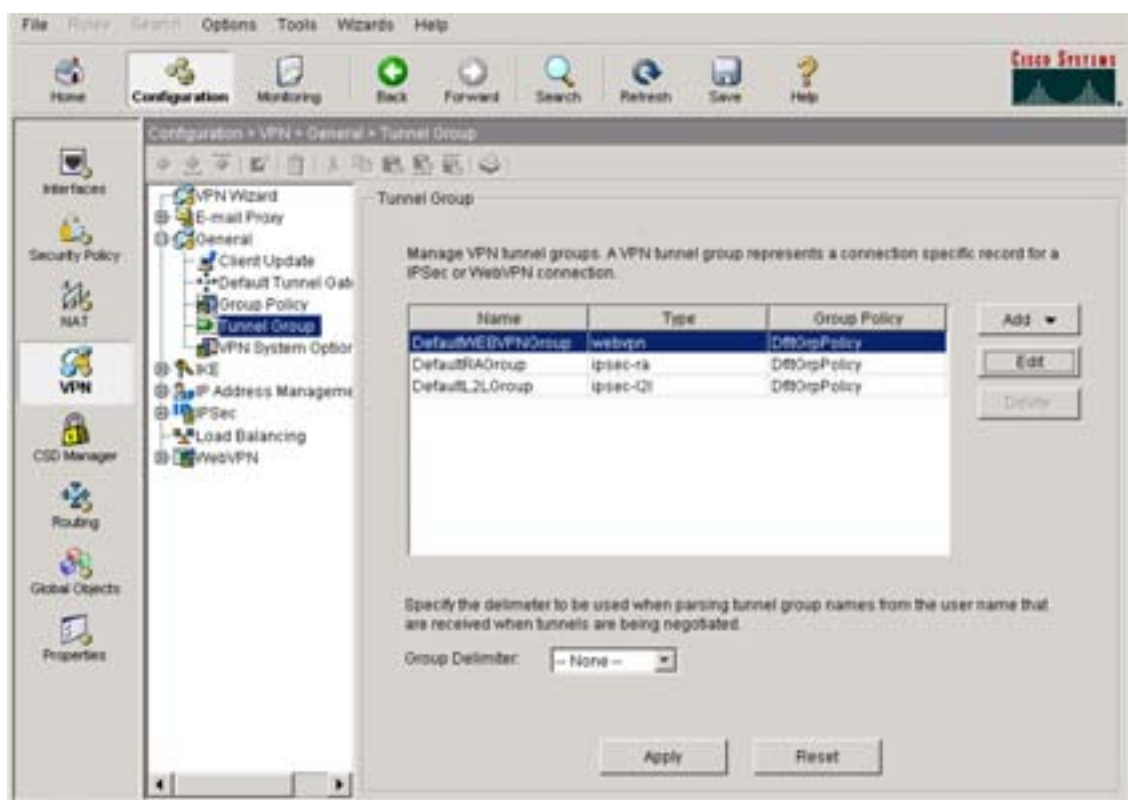 File Rules Search Options Tools Wizards Help
Home Configuration Monitoring Back Forward Search Refresh Save Help
CISCO SYSTEMS
Configuration > VPN > General > Tunnel Group
Interfaces
Security Policy
NAT
VPN
CSD Manager
Routing
Global Objects
Properties
VPN Wizard
E-mail Proxy
General
Client Update
Default Tunnel Gate
Group Policy
Tunnel Group
VPN System Option
IKE
IP Address Manageme
IPSec
Load Balancing
WebVPN
Tunnel Group
Manage VPN tunnel groups. A VPN tunnel group represents a connection specific record for a
IPSec or WebVPN connection.
Name Type Group Policy
DefaultWEBVPNGroup webvpn DfltGrpPolicy
DefaultRAGroup ipsec-ra DfltGrpPolicy
DefaultL2LGroup ipsec-l2l DfltGrpPolicy
Add
Edit
Delete
Specify the delimeter to be used when parsing tunnel group names from the user name that
are received when tunnels are being negotiated.
Group Delimiter: -- None --
Apply Reset